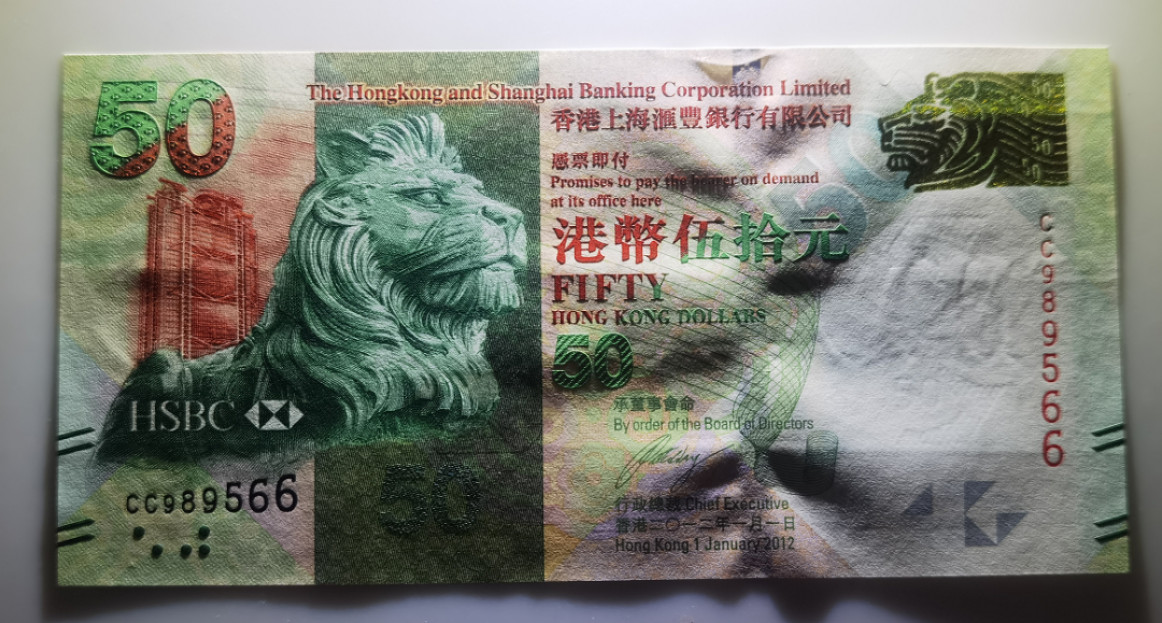 50
The Hongkong and Shanghai Banking Corporation Limited
香港上海滙豐銀行有限公司
憑票即付
Promises to pay the bearer on demand
at its office here
港幣伍拾元
FIFTY
HONG KONG DOLLARS
50
承董事會命
By order of the Board of Directors
行政總裁 Chief Executive
香港二〇一二年一月一日
Hong Kong 1 January 2012
HSBC
CC989566
50
50
50
50
CC989566